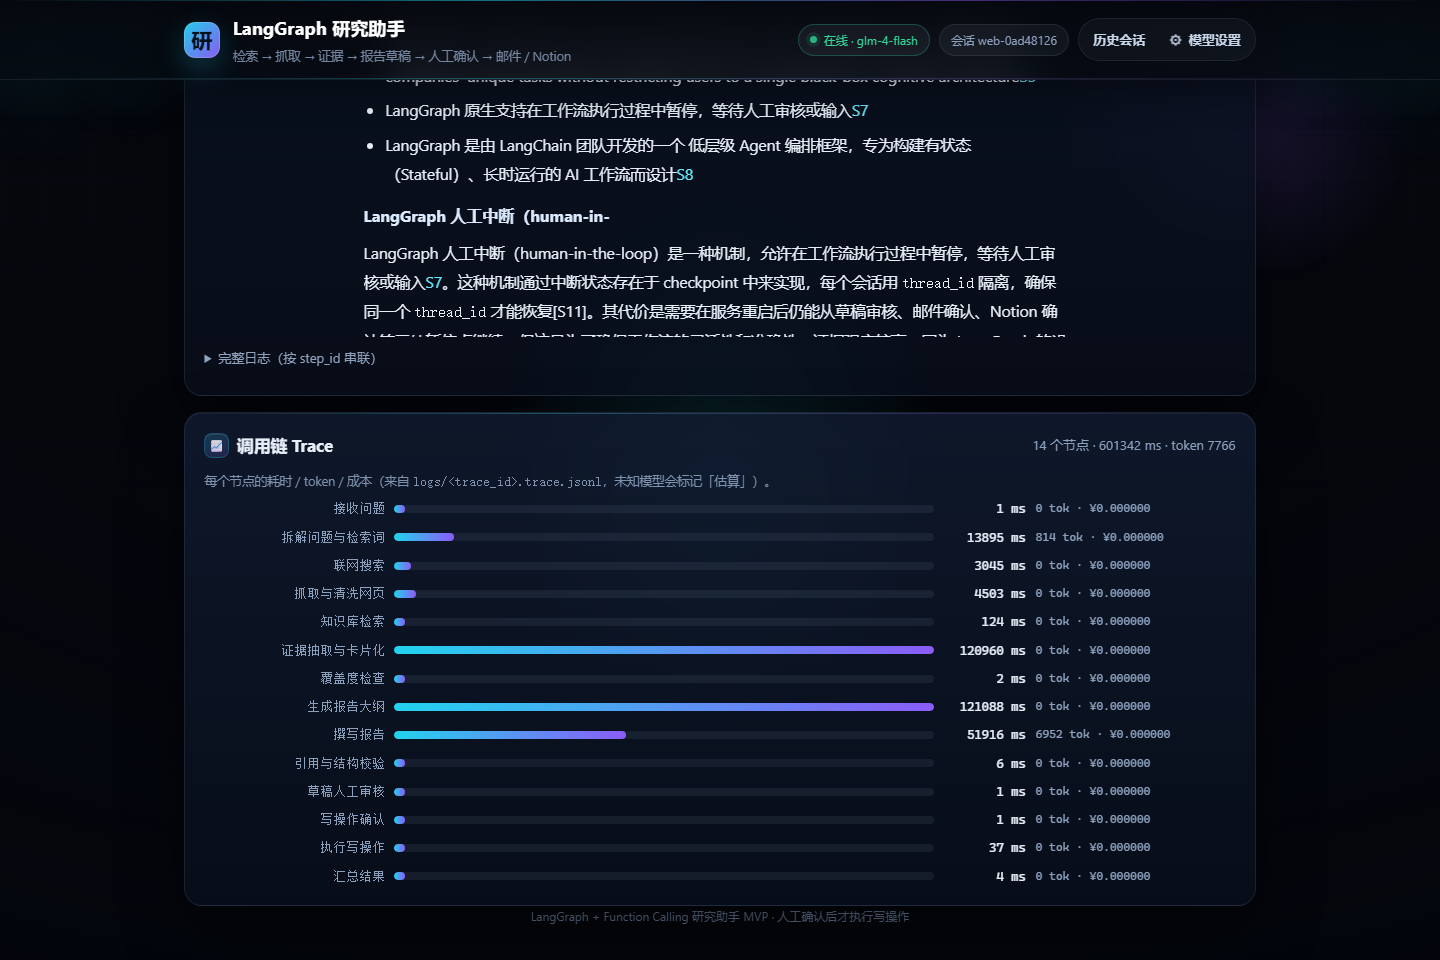 研
LangGraph 研究助手
检索 → 抓取 → 证据 → 报告草稿 → 人工确认 → 邮件 / Notion
在线 · glm-4-flash
会话 web-0ad48126
历史会话
⚙ 模型设置
companies' unique tasks without restricting users to a single black-box cognitive architectureS5
• LangGraph 原生支持在工作流执行过程中暂停，等待人工审核或输入S7
• LangGraph 是由 LangChain 团队开发的一个 低层级 Agent 编排框架，专为构建有状态
（Stateful）、长时运行的 AI 工作流而设计S8
LangGraph 人工中断（human-in-
LangGraph 人工中断（human-in-the-loop）是一种机制，允许在工作流执行过程中暂停，等待人工审
核或输入S7。这种机制通过中断状态存在于 checkpoint 中来实现，每个会话用 thread_id 隔离，确保
同一个 thread_id 才能恢复[S11]。其代价是需要在服务重启后仍能从草稿审核、邮件确认、Notion 确
▶ 完整日志（按 step_id 串联）
调用链 Trace
14 个节点 · 601342 ms · token 7766
每个节点的耗时 / token / 成本（来自 logs/<trace_id>.trace.jsonl，未知模型会标记「估算」）。
接收问题 1 ms 0 tok · ¥0.000000
拆解问题与检索词 13895 ms 814 tok · ¥0.000000
联网搜索 3045 ms 0 tok · ¥0.000000
抓取与清洗网页 4503 ms 0 tok · ¥0.000000
知识库检索 124 ms 0 tok · ¥0.000000
证据抽取与卡片化 120960 ms 0 tok · ¥0.000000
覆盖度检查 2 ms 0 tok · ¥0.000000
生成报告大纲 121088 ms 0 tok · ¥0.000000
撰写报告 51916 ms 6952 tok · ¥0.000000
引用与结构校验 6 ms 0 tok · ¥0.000000
草稿人工审核 1 ms 0 tok · ¥0.000000
写操作确认 1 ms 0 tok · ¥0.000000
执行写操作 37 ms 0 tok · ¥0.000000
汇总结果 4 ms 0 tok · ¥0.000000
LangGraph + Function Calling 研究助手 MVP · 人工确认后才执行写操作